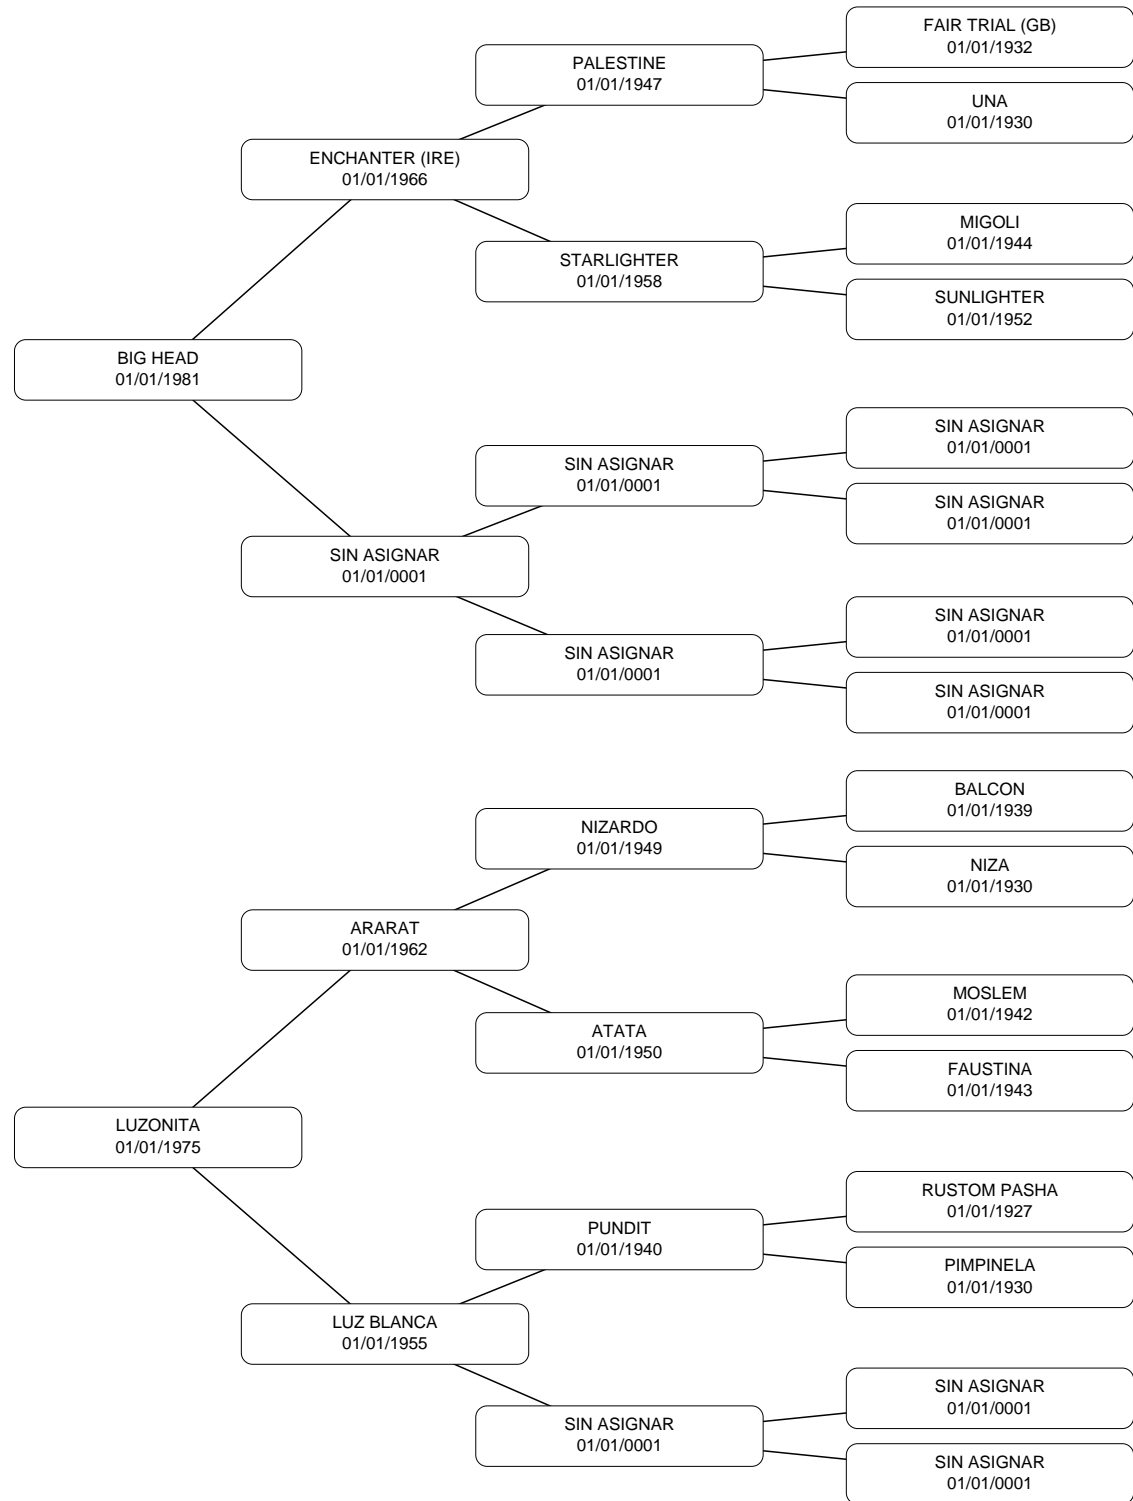 FAIR TRIAL (GB)
01/01/1932
PALESTINE
01/01/1947
UNA
01/01/1930
ENCHANTER (IRE)
01/01/1966
MIGOLI
01/01/1944
STARLIGHTER
01/01/1958
SUNLIGHTER
01/01/1952
BIG HEAD
01/01/1981
SIN ASIGNAR
01/01/0001
SIN ASIGNAR
01/01/0001
SIN ASIGNAR
01/01/0001
SIN ASIGNAR
01/01/0001
SIN ASIGNAR
01/01/0001
SIN ASIGNAR
01/01/0001
SIN ASIGNAR
01/01/0001
BALCON
01/01/1939
NIZARDO
01/01/1949
NIZA
01/01/1930
ARARAT
01/01/1962
MOSLEM
01/01/1942
ATATA
01/01/1950
FAUSTINA
01/01/1943
LUZONITA
01/01/1975
RUSTOM PASHA
01/01/1927
PUNDIT
01/01/1940
PIMPINELA
01/01/1930
LUZ BLANCA
01/01/1955
SIN ASIGNAR
01/01/0001
SIN ASIGNAR
01/01/0001
SIN ASIGNAR
01/01/0001